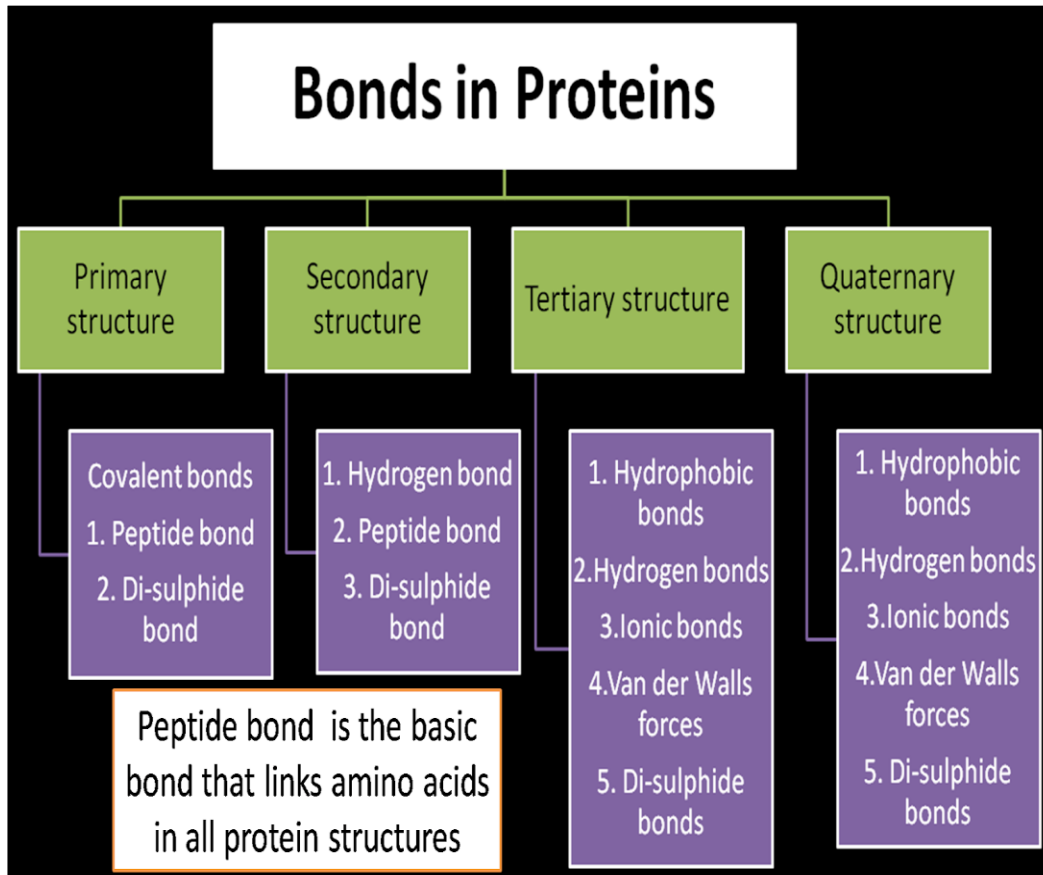 Bonds in Proteins
Primary
structure
Covalent bonds
1. Peptide bond
2. Di-sulphide
bond
Secondary
structure
1. Hydrogen bond
2. Peptide bond
3. Di-sulphide
bond
Tertiary structure
1. Hydrophobic
bonds
2.Hydrogen bonds
3.Ionic bonds
4.Van der Walls
forces
5. Di-sulphide
bonds
Quaternary
structure
1. Hydrophobic
bonds
2.Hydrogen bonds
3.Ionic bonds
4.Van der Walls
forces
5. Di-sulphide
bonds
Peptide bond is the basic
bond that links amino acids
in all protein structures